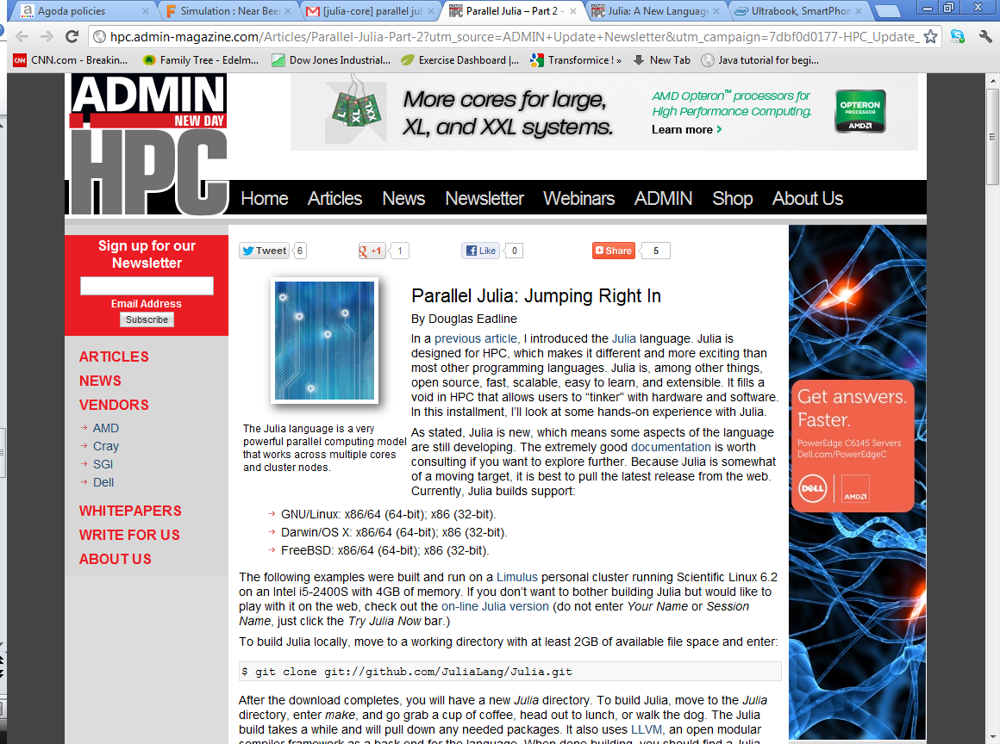 Agoda policies
Simulation : Near Beer
[julia-core] parallel jul
Parallel Julia – Part 2 -
Julia: A New Language
Ultrabook, SmartPhon
hpc.admin-magazine.com/Articles/Parallel-Julia-Part-2?utm_source=ADMIN+Update+Newsletter&utm_campaign=7dbf0d0177-HPC_Update_
CNN.com - Breakin...
Family Tree - Edelm...
Dow Jones Industrial...
Exercise Dashboard |...
Transformice ! »
New Tab
Java tutorial for begi...
ADMIN
NEW DAY
HPC
L
XL
XXL
More cores for large,
XL, and XXL systems.
AMD Opteron™ processors for
High Performance Computing.
Learn more >
OPTERON
PROCESSOR
AMD
Home Articles News Newsletter Webinars ADMIN Shop About Us
Sign up for our
Newsletter
Email Address
Subscribe
ARTICLES
NEWS
VENDORS
AMD
Cray
SGI
Dell
WHITEPAPERS
WRITE FOR US
ABOUT US
Tweet 6
+1 1
Like 0
Share 5
The Julia language is a very
powerful parallel computing model
that works across multiple cores
and cluster nodes.
Parallel Julia: Jumping Right In
By Douglas Eadline
In a previous article, I introduced the Julia language. Julia is
designed for HPC, which makes it different and more exciting than
most other programming languages. Julia is, among other things,
open source, fast, scalable, easy to learn, and extensible. It fills a
void in HPC that allows users to “tinker” with hardware and software.
In this installment, I’ll look at some hands-on experience with Julia.
As stated, Julia is new, which means some aspects of the language
are still developing. The extremely good documentation is worth
consulting if you want to explore further. Because Julia is somewhat
of a moving target, it is best to pull the latest release from the web.
Currently, Julia builds support:
GNU/Linux: x86/64 (64-bit); x86 (32-bit).
Darwin/OS X: x86/64 (64-bit); x86 (32-bit).
FreeBSD: x86/64 (64-bit); x86 (32-bit).
The following examples were built and run on a Limulus personal cluster running Scientific Linux 6.2
on an Intel i5-2400S with 4GB of memory. If you don’t want to bother building Julia but would like to
play with it on the web, check out the on-line Julia version (do not enter Your Name or Session
Name, just click the Try Julia Now bar.)
To build Julia locally, move to a working directory with at least 2GB of available file space and enter:
$ git clone git://github.com/JuliaLang/Julia.git
After the download completes, you will have a new Julia directory. To build Julia, move to the Julia
directory, enter make, and go grab a cup of coffee, head out to lunch, or walk the dog. The Julia
build takes a while and will pull down any needed packages. It also uses LLVM, an open modular
compiler framework as a back end for the language. When done building, you should find a Julia
Get answers.
Faster.
PowerEdge C6145 Servers
Dell.com/PowerEdgeC
DELL
AMD